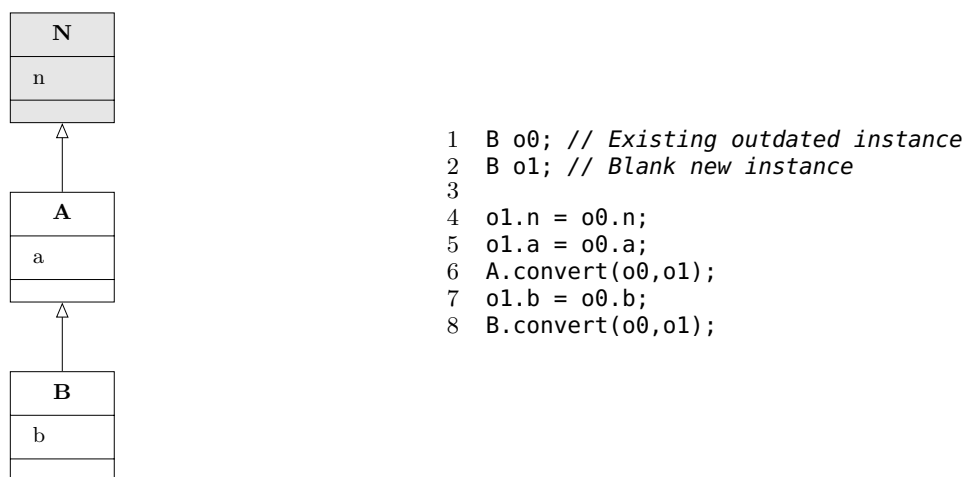 N
n
A
a
B
b
1 B o0; // Existing outdated instance
2 B o1; // Blank new instance
3
4 o1.n = o0.n;
5 o1.a = o0.a;
6 A.convert(o0,o1);
7 o1.b = o0.b;
8 B.convert(o0,o1);